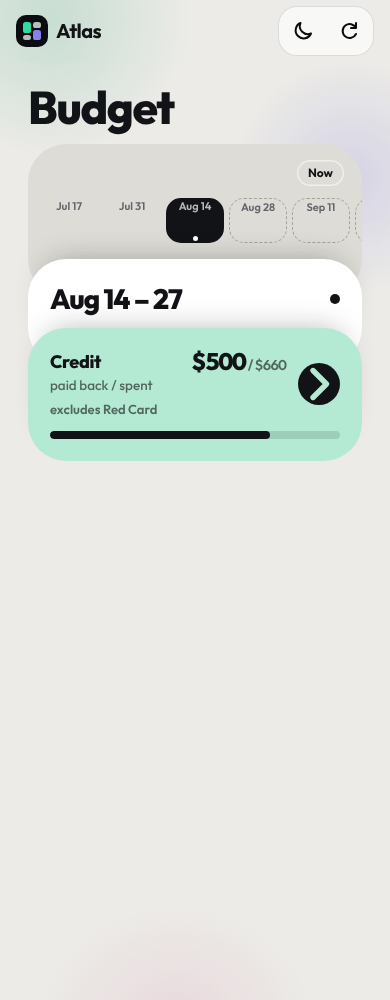 Atlas
Budget
Now
Jul 17
Jul 31
Aug 14
Aug 28
Sep 11
Aug 14 – 27
Credit
$500 / $660
paid back / spent
excludes Red Card